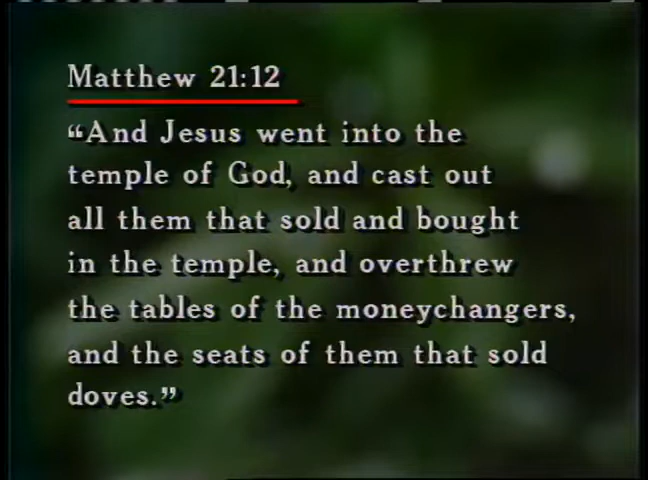 Matthew 21:12
“And Jesus went into the
temple of God, and cast out
all them that sold and bought
in the temple, and overthrew
the tables of the moneychangers,
and the seats of them that sold
doves.”